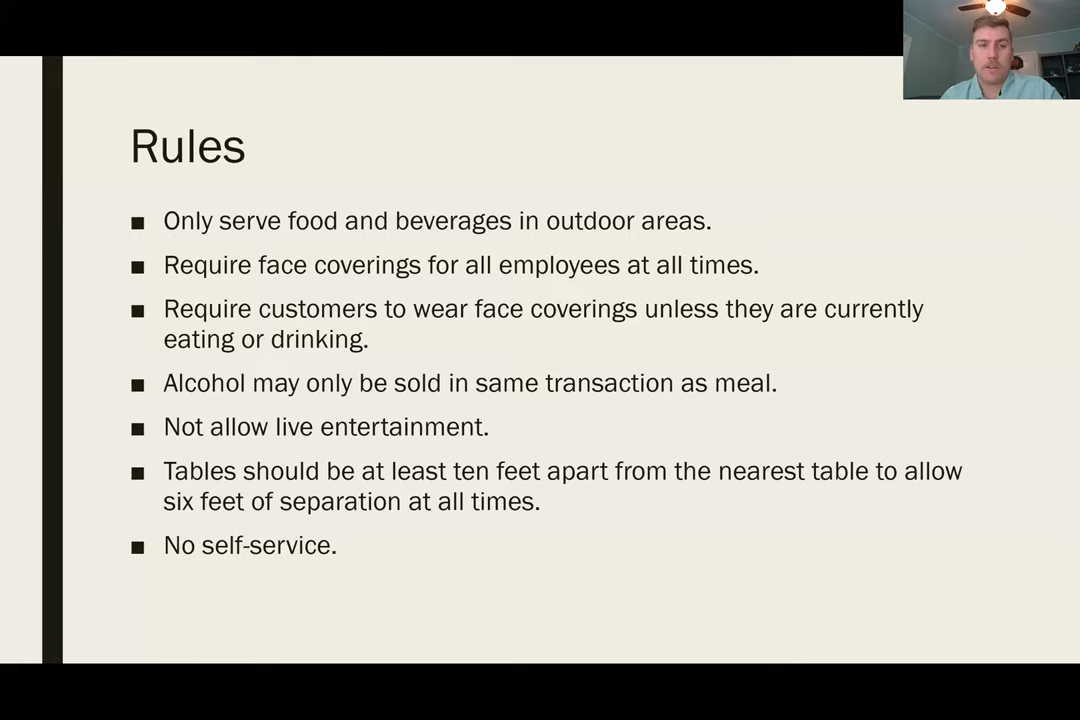 Rules
Only serve food and beverages in outdoor areas.
Require face coverings for all employees at all times.
Require customers to wear face coverings unless they are currently
eating or drinking.
Alcohol may only be sold in same transaction as meal.
Not allow live entertainment.
Tables should be at least ten feet apart from the nearest table to allow
six feet of separation at all times.
No self-service.